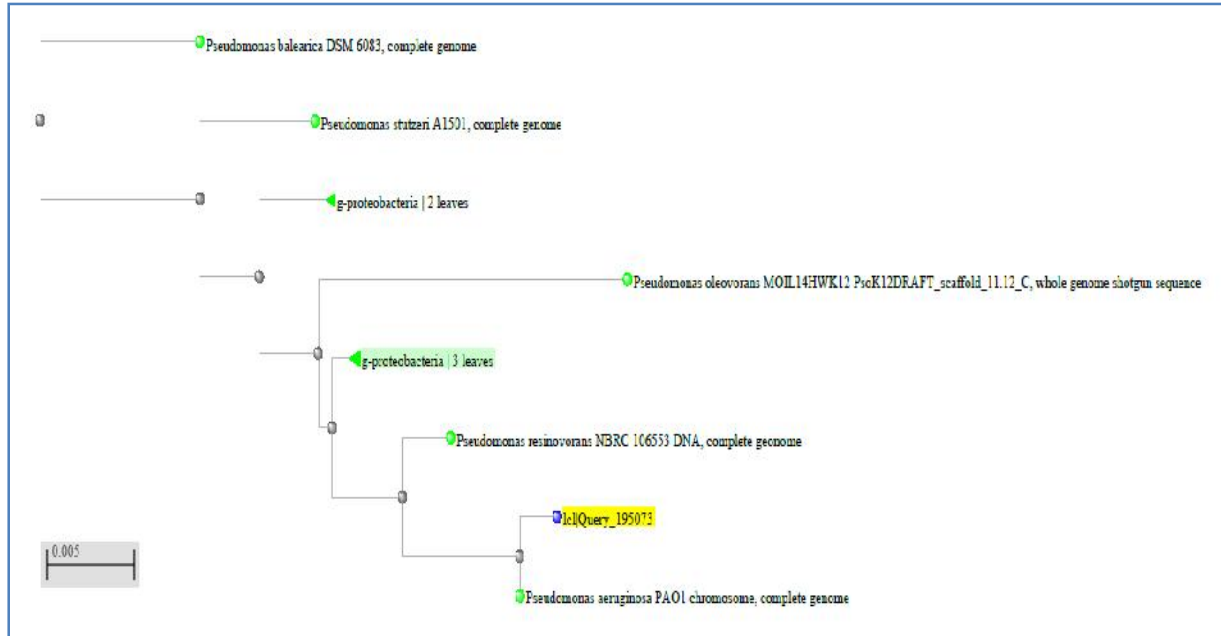 Pseudomonas balearica DSM 6083, complete genome
Pseudomonas stutzeri A1501, complete genome
g-proteobacteria | 2 leaves
Pseudomonas oleovorans MOIL14HWK12 PsoK12DRAFT_scaffold_11.12_C, whole genome shotgun sequence
g-proteobacteria | 3 leaves
Pseudomonas resinovorans NBRC 106553 DNA, complete geonome
lcl|Query_195073
0.005
Pseudomonas aeruginosa PAO1 chromosome, complete genome